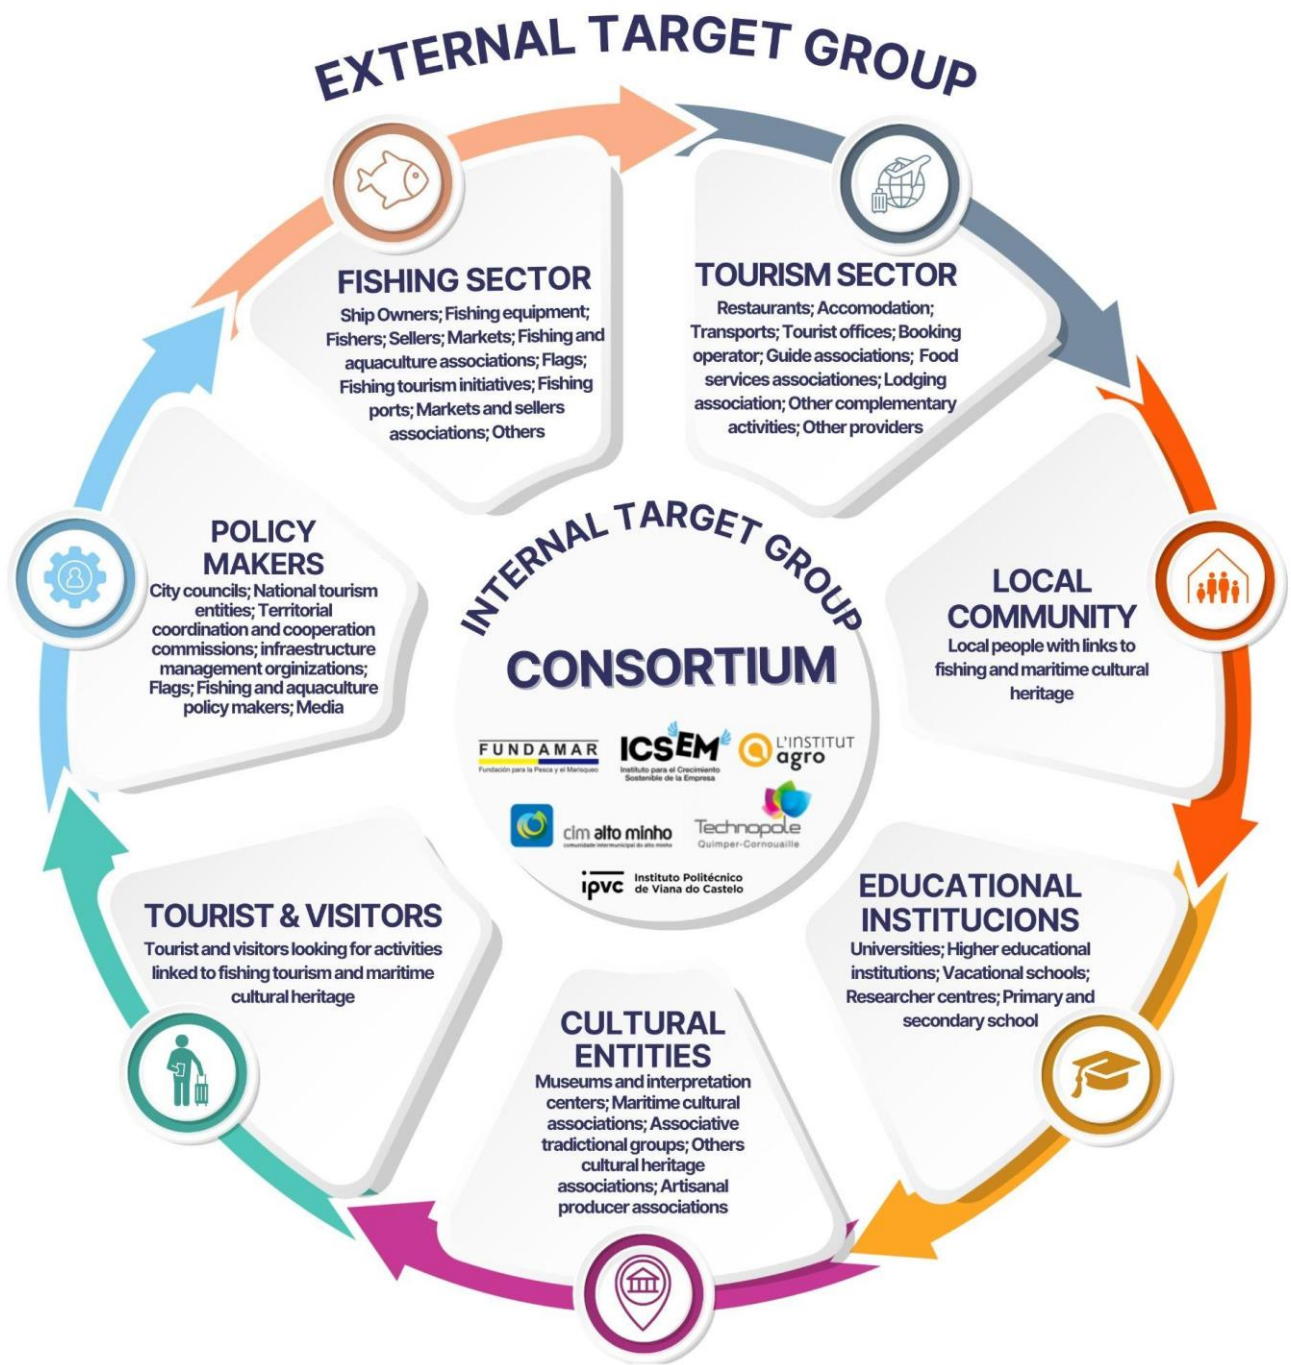 EXTERNAL TARGET GROUP
FISHING SECTOR
Ship Owners; Fishing equipment;
Fishers; Sellers; Markets; Fishing and
aquaculture associations; Flags;
Fishing tourism initiatives; Fishing
ports; Markets and sellers
associations; Others
TOURISM SECTOR
Restaurants; Accomodation;
Transports; Tourist offices; Booking
operator; Guide associations; Food
services associationes; Lodging
association; Other complementary
activities; Other providers
LOCAL
COMMUNITY
Local people with links to
fishing and maritime cultural
heritage
EDUCATIONAL
INSTITUCIONS
Universities; Higher educational
institutions; Vacational schools;
Researcher centres; Primary and
secondary school
CULTURAL
ENTITIES
Museums and interpretation
centers; Maritime cultural
associations; Associative
tradictional groups; Others
cultural heritage
associations; Artisanal
producer associations
TOURIST & VISITORS
Tourist and visitors looking for activities
linked to fishing tourism and maritime
cultural heritage
POLICY
MAKERS
City councils; National tourism
entities; Territorial
coordination and cooperation
commissions; infraestructure
management orginizations;
Flags; Fishing and aquaculture
policy makers; Media
INTERNAL TARGET GROUP
CONSORTIUM
FUNDAMAR
Fundación para la Pesca y el Marisqueo
ICSEM
Instituto para el Crecimiento
Sostenible de la Empresa
L'INSTITUT
agro
cim alto minho
comunidade intermunicipal do alto minho
Technopole
Quimper-Cornouaille
ipvc
Instituto Politécnico
de Viana do Castelo